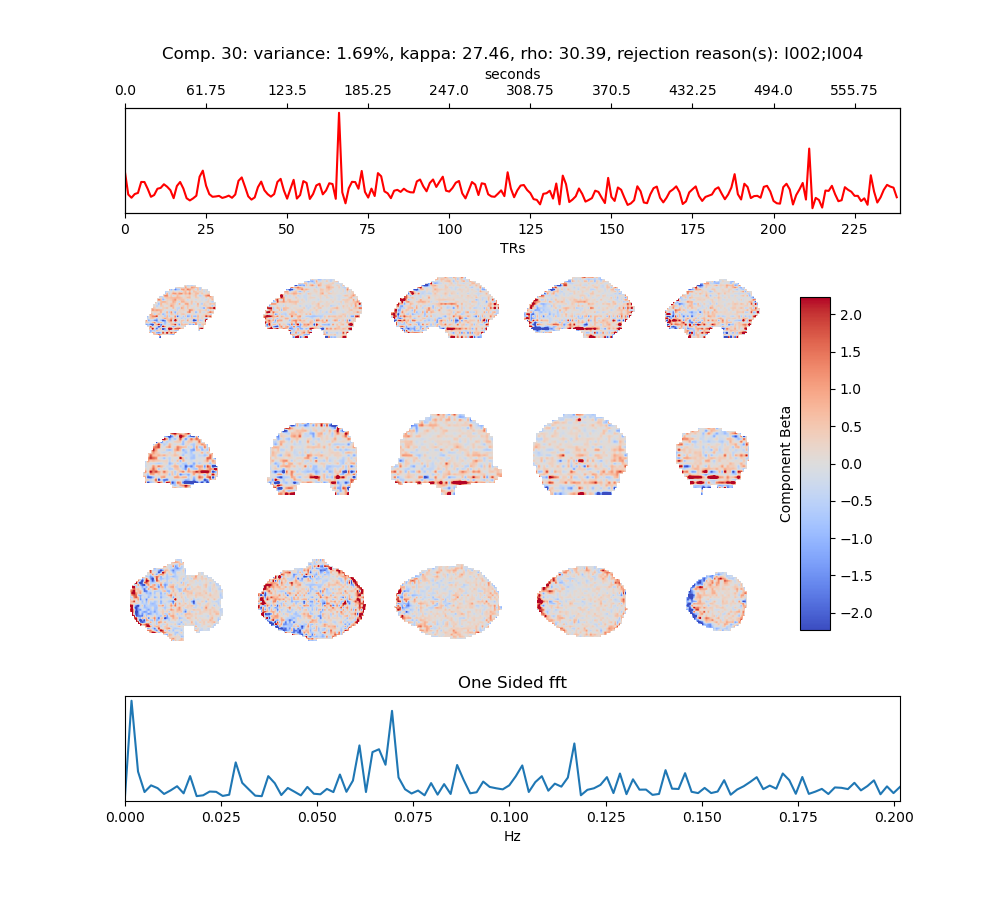 Comp. 30: variance: 1.69%, kappa: 27.46, rho: 30.39, rejection reason(s): I002;I004
seconds
0.0 61.75 123.5 185.25 247.0 308.75 370.5 432.25 494.0 555.75
0 25 50 75 100 125 150 175 200 225
TRs
2.0
1.5
1.0
0.5
0.0
−0.5
−1.0
−1.5
−2.0
Component Beta
One Sided fft
0.000 0.025 0.050 0.075 0.100 0.125 0.150 0.175 0.200
Hz